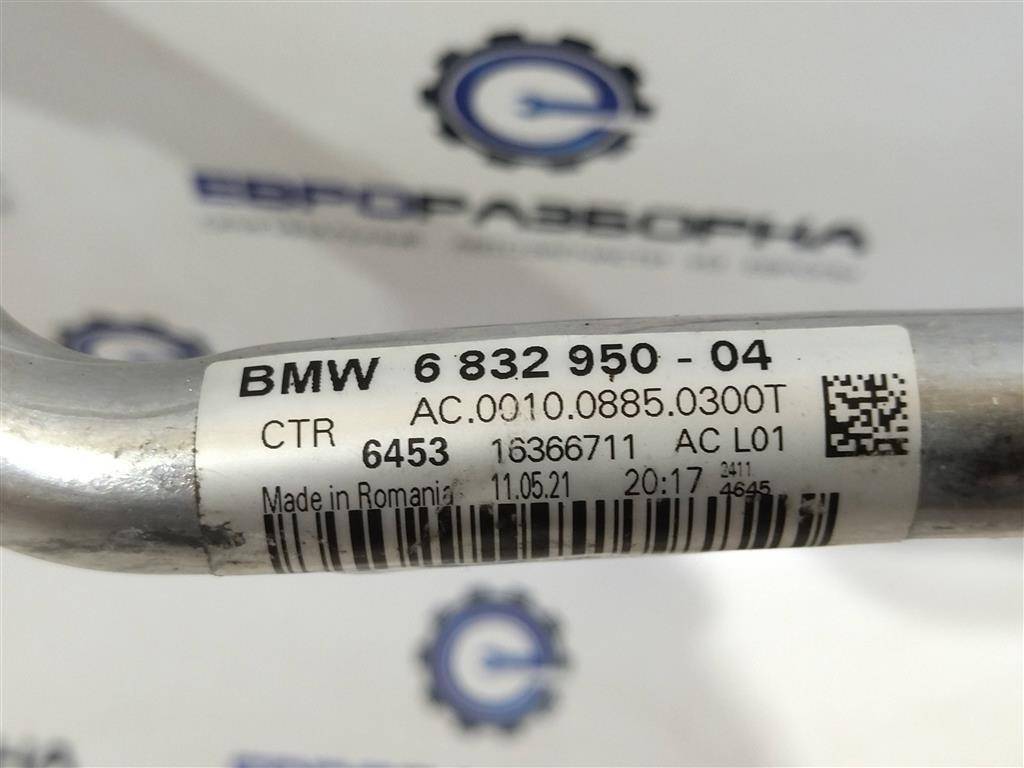 ЕВРОРАЗБОРКА
BMW 6 832 950 - 04
CTR AC.0010.0885.0300T
6453 16366711 AC L01
Made in Romania 11.05.21 20:17 2411
4645